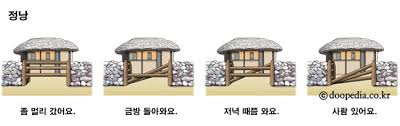 정낭
좀 멀리 갔어요.
금방 돌아와요.
저녁 때쯤 와요.
사람 있어요.
ⓒ doopedia.co.kr